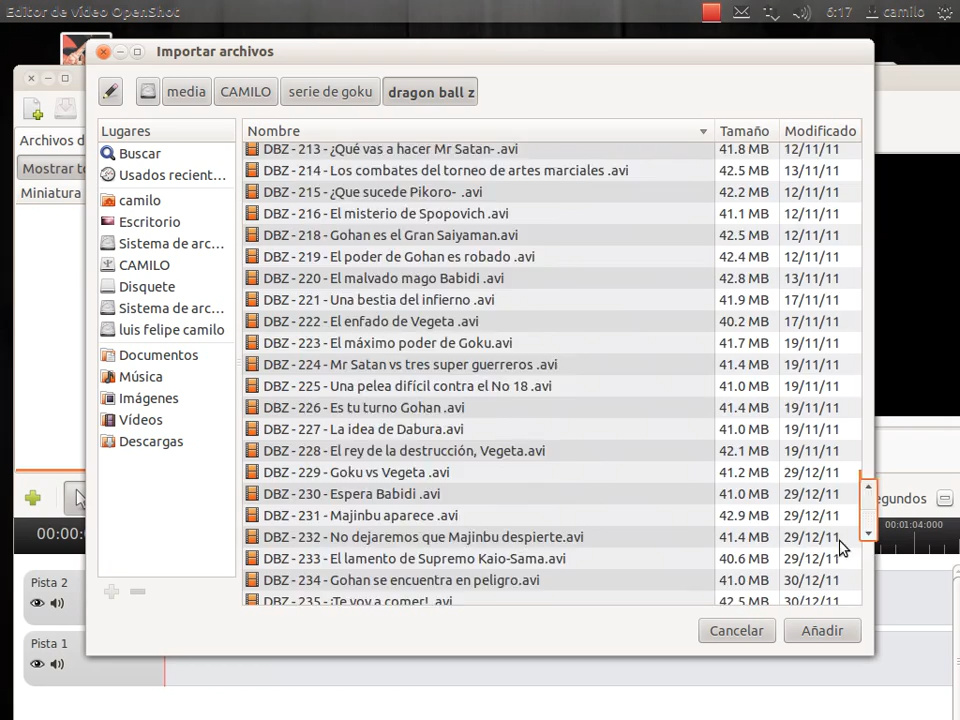 Editor de Vídeo OpenShot
6:17 camilo
Importar archivos
media CAMILO serie de goku dragon ball z
Archivos d
Mostrar to
Miniatura
Lugares
Buscar
Usados recient...
camilo
Escritorio
Sistema de arc...
CAMILO
Disquete
Sistema de arc...
luis felipe camilo
Documentos
Música
Imágenes
Vídeos
Descargas
Nombre Tamaño Modificado
DBZ - 213 - ¿Qué vas a hacer Mr Satan- .avi 41.8 MB 12/11/11
DBZ - 214 - Los combates del torneo de artes marciales .avi 42.5 MB 13/11/11
DBZ - 215 - ¿Que sucede Pikoro- .avi 42.2 MB 12/11/11
DBZ - 216 - El misterio de Spopovich .avi 41.1 MB 12/11/11
DBZ - 218 - Gohan es el Gran Saiyaman.avi 42.5 MB 12/11/11
DBZ - 219 - El poder de Gohan es robado .avi 42.4 MB 12/11/11
DBZ - 220 - El malvado mago Babidi .avi 42.8 MB 13/11/11
DBZ - 221 - Una bestia del infierno .avi 41.9 MB 17/11/11
DBZ - 222 - El enfado de Vegeta .avi 40.2 MB 17/11/11
DBZ - 223 - El máximo poder de Goku.avi 41.7 MB 19/11/11
DBZ - 224 - Mr Satan vs tres super guerreros .avi 41.4 MB 19/11/11
DBZ - 225 - Una pelea difícil contra el No 18 .avi 41.0 MB 19/11/11
DBZ - 226 - Es tu turno Gohan .avi 41.4 MB 19/11/11
DBZ - 227 - La idea de Dabura.avi 41.0 MB 19/11/11
DBZ - 228 - El rey de la destrucción, Vegeta.avi 42.1 MB 19/11/11
DBZ - 229 - Goku vs Vegeta .avi 41.2 MB 29/12/11
DBZ - 230 - Espera Babidi .avi 41.0 MB 29/12/11
DBZ - 231 - Majinbu aparece .avi 42.9 MB 29/12/11
DBZ - 232 - No dejaremos que Majinbu despierte.avi 41.4 MB 29/12/11
DBZ - 233 - El lamento de Supremo Kaio-Sama.avi 40.6 MB 29/12/11
DBZ - 234 - Gohan se encuentra en peligro.avi 41.0 MB 30/12/11
DBZ - 235 - ¡Te voy a comer! .avi 42.5 MB 30/12/11
Cancelar Añadir
egundos
00:00:0
00:01:04:000
Pista 2
Pista 1